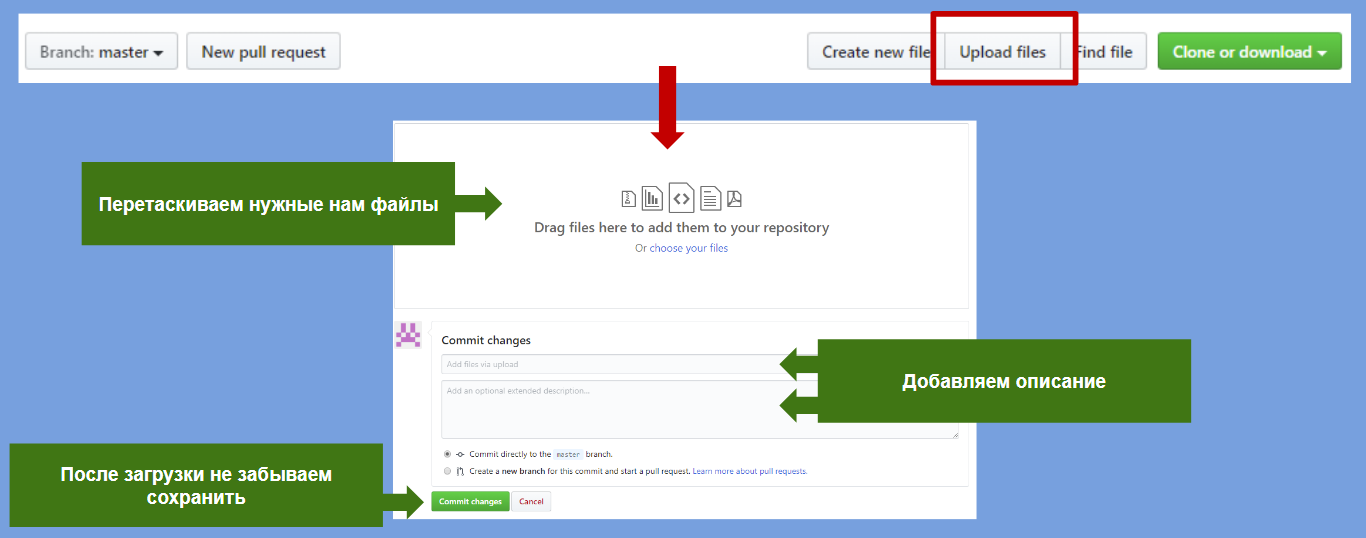 Branch: master
New pull request
Create new file
Upload files
Find file
Clone or download
Перетаскиваем нужные нам файлы
Drag files here to add them to your repository
Or choose your files
Commit changes
Add files via upload
Add an optional extended description...
Добавляем описание
Commit directly to the master branch.
Create a new branch for this commit and start a pull request. Learn more about pull requests.
После загрузки не забываем
сохранить
Commit changes
Cancel